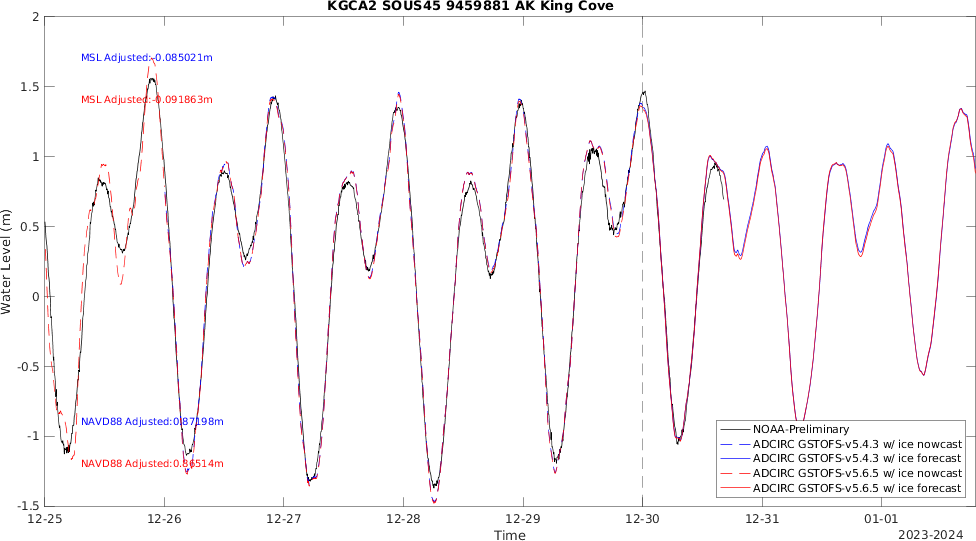 KGCA2 SOUS45 9459881 AK King Cove
2
1.5
1
0.5
0
-0.5
-1
-1.5
Water Level (m)
MSL Adjusted:-0.085021m
MSL Adjusted:-0.091863m
NAVD88 Adjusted:0.87198m
NAVD88 Adjusted:0.86514m
NOAA-Preliminary
ADCIRC GSTOFS-v5.4.3 w/ ice nowcast
ADCIRC GSTOFS-v5.4.3 w/ ice forecast
ADCIRC GSTOFS-v5.6.5 w/ ice nowcast
ADCIRC GSTOFS-v5.6.5 w/ ice forecast
12-25 12-26 12-27 12-28 12-29 12-30 12-31 01-01
Time
2023-2024